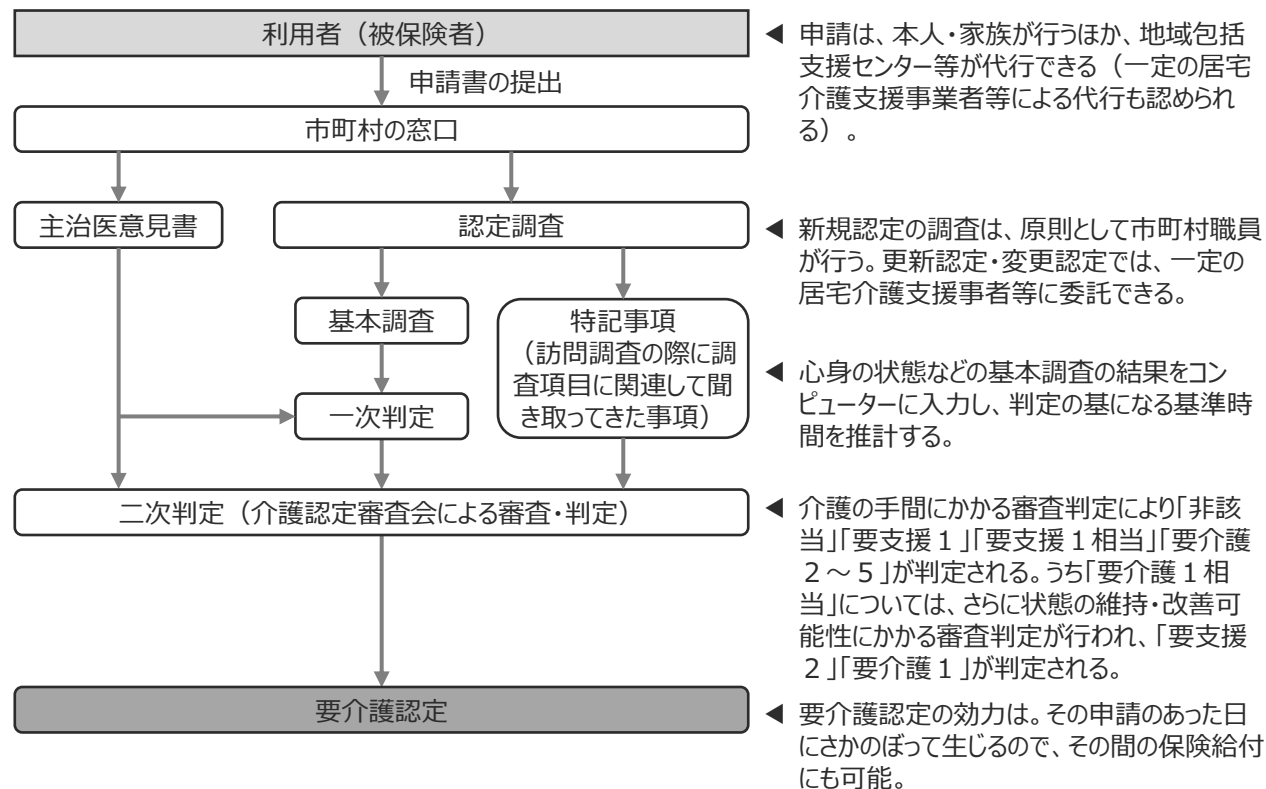 利用者（被保険者）
申請書の提出
市町村の窓口
主治医意見書
認定調査
基本調査
特記事項
（訪問調査の際に調
査項目に関連して聞
き取ってきた事項）
一次判定
二次判定（介護認定審査会による審査・判定）
要介護認定
◀ 申請は、本人・家族が行うほか、地域包括
支援センター等が代行できる（一定の居宅
介護支援事業者等による代行も認められ
る）。
◀ 新規認定の調査は、原則として市町村職員
が行う。更新認定・変更認定では、一定の
居宅介護支援事者等に委託できる。
◀ 心身の状態などの基本調査の結果をコン
ピューターに入力し、判定の基になる基準時
間を推計する。
◀ 介護の手間にかかる審査判定により「非該
当」「要支援１」「要支援１相当」「要介護
２～５」が判定される。うち「要介護１相
当」については、さらに状態の維持・改善可
能性にかかる審査判定が行われ、「要支援
２」「要介護１」が判定される。
◀ 要介護認定の効力は。その申請のあった日
にさかのぼって生じるので、その間の保険給付
にも可能。